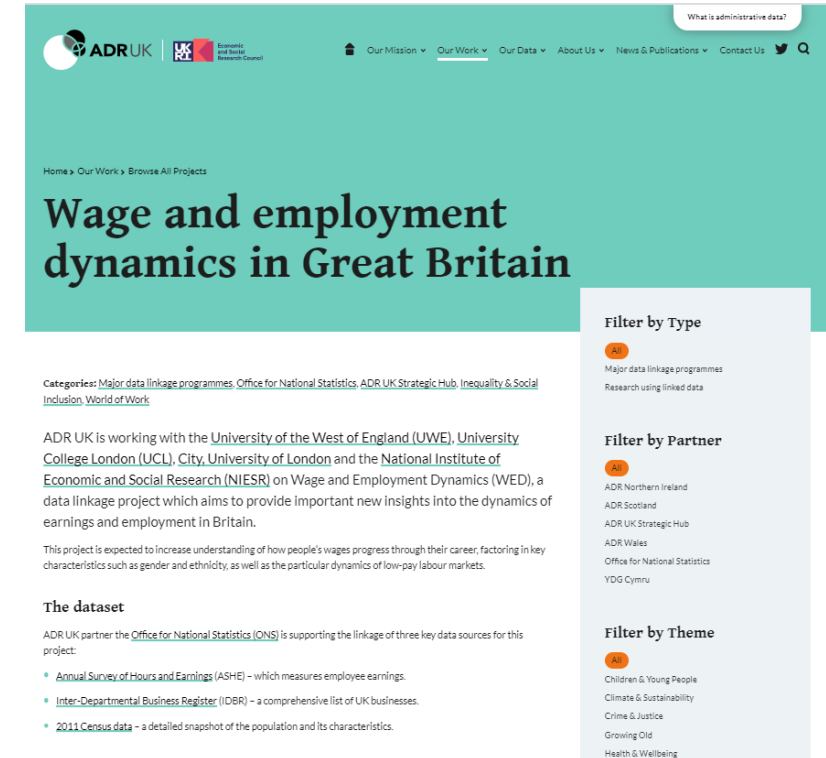 What is administrative data?
ADR UK
UK RI
Economic
and Social
Research Council
Our Mission
Our Work
Our Data
About Us
News & Publications
Contact Us
Home › Our Work › Browse All Projects
Wage and employment
dynamics in Great Britain
Categories: Major data linkage programmes, Office for National Statistics, ADR UK Strategic Hub, Inequality & Social
Inclusion, World of Work
ADR UK is working with the University of the West of England (UWE), University
College London (UCL), City, University of London and the National Institute of
Economic and Social Research (NIESR) on Wage and Employment Dynamics (WED), a
data linkage project which aims to provide important new insights into the dynamics of
earnings and employment in Britain.
This project is expected to increase understanding of how people's wages progress through their career, factoring in key
characteristics such as gender and ethnicity, as well as the particular dynamics of low-pay labour markets.
The dataset
ADR UK partner the Office for National Statistics (ONS) is supporting the linkage of three key data sources for this
project:
• Annual Survey of Hours and Earnings (ASHE) – which measures employee earnings.
• Inter-Departmental Business Register (IDBR) – a comprehensive list of UK businesses.
• 2011 Census data – a detailed snapshot of the population and its characteristics.
Filter by Type
All
Major data linkage programmes
Research using linked data
Filter by Partner
All
ADR Northern Ireland
ADR Scotland
ADR UK Strategic Hub
ADR Wales
Office for National Statistics
YDG Cymru
Filter by Theme
All
Children & Young People
Climate & Sustainability
Crime & Justice
Growing Old
Health & Wellbeing